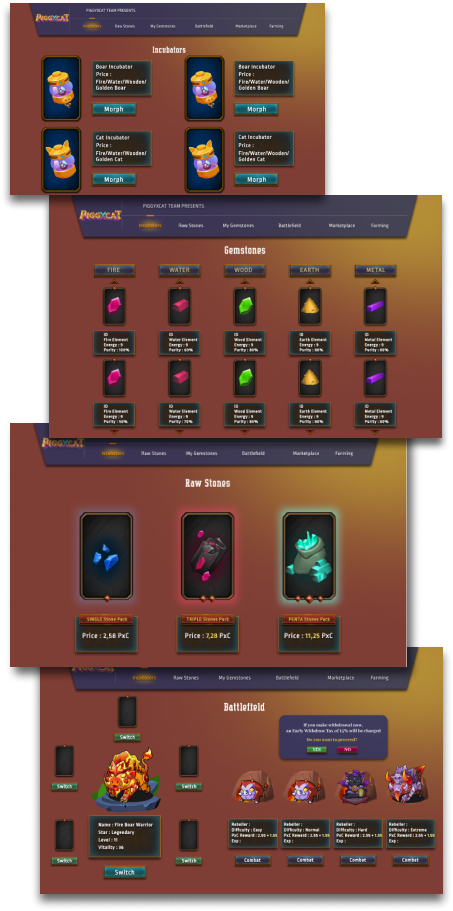 PIGGYXCAT
PIGGYXCAT TEAM PRESENTS
INCUBATORS Raw Stones My Gemstones Battlefield Marketplace Farming
Incubators
Boar Incubator
Price :
Fire/Water/Wooden/
Golden Boar
Morph
Boar Incubator
Price :
Fire/Water/Wooden/
Golden Boar
Morph
Cat Incubator
Price :
Fire/Water/Wooden/
Golden Cat
Morph
Cat Incubator
Price :
Fire/Water/Wooden/
Golden Cat
Morph
PIGGYXCAT
PIGGYXCAT TEAM PRESENTS
INCUBATORS Raw Stones My Gemstones Battlefield Marketplace Farming
Gemstones
FIRE WATER WOOD EARTH METAL
ID
Fire Element
Energy : 9
Purity : 100%
ID
Water Element
Energy : 9
Purity : 60%
ID
Wood Element
Energy : 9
Purity : 80%
ID
Earth Element
Energy : 9
Purity : 80%
ID
Metal Element
Energy : 9
Purity : 80%
ID
Fire Element
Energy : 9
Purity : 90%
ID
Water Element
Energy : 9
Purity : 70%
ID
Wood Element
Energy : 9
Purity : 80%
ID
Earth Element
Energy : 9
Purity : 80%
ID
Metal Element
Energy : 9
Purity : 80%
PIGGYXCAT
INCUBATORS Raw Stones My Gemstones Battlefield Marketplace Farming
Raw Stones
SINGLE Stone Pack
Price : 2,58 PxC
TRIPLE Stones Pack
Price : 7,28 PxC
PENTA Stones Pack
Price : 11,25 PxC
PIGGYXCAT
INCUBATORS Raw Stones My Gemstones Battlefield Marketplace Farming
Battlefield
Switch
Switch
Switch
Switch
Switch
Name : Fire Boar Warrior
Star : Legendary
Level : 11
Vitality : 36
Switch
If you make withdrawal now,
an Early Withdraw Tax of 12% will be charged
Do you want to proceed?
YES NO
Rebeller :
Difficulty : Easy
PxC Reward : 2.55 + 1.55
Exp :
Combat
Rebeller :
Difficulty : Normal
PxC Reward : 2.55 + 1.55
Exp :
Combat
Rebeller :
Difficulty : Hard
PxC Reward : 2.55 + 1.55
Exp :
Combat
Rebeller :
Difficulty : Extreme
PxC Reward : 2.55 + 1.55
Exp :
Combat